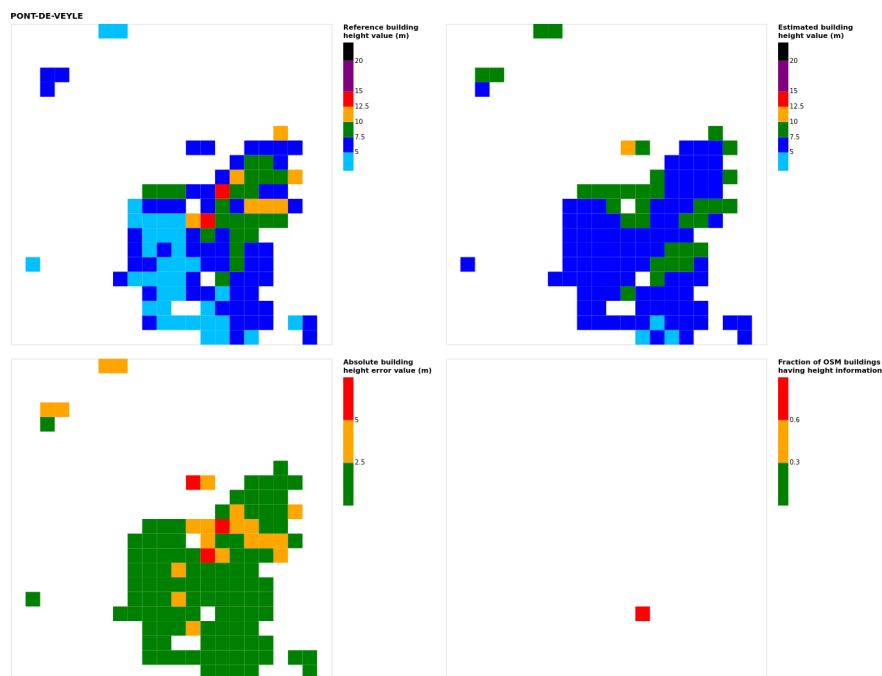 PONT-DE-VEYLE
Reference building
height value (m)
20
15
12.5
10
7.5
5
Estimated building
height value (m)
20
15
12.5
10
7.5
5
Absolute building
height error value (m)
5
2.5
Fraction of OSM buildings
having height information
0.6
0.3